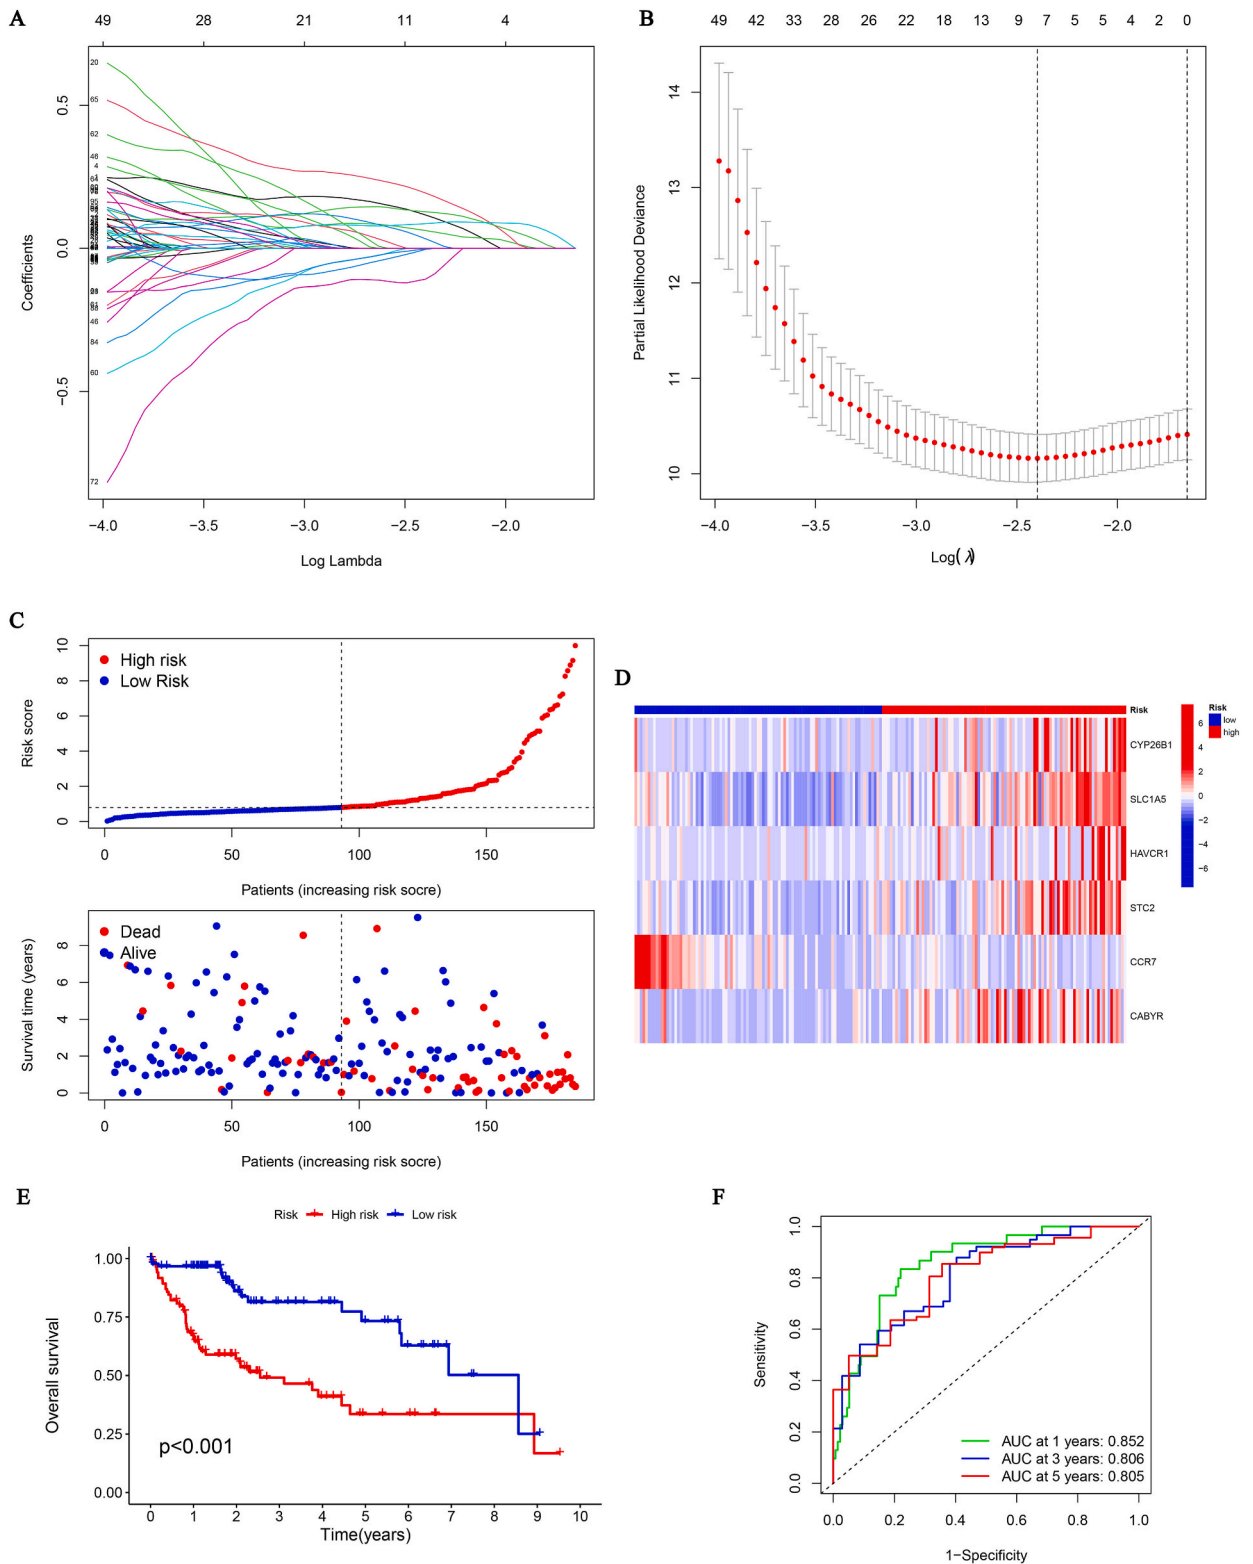 A
49 28 21 11 4
0.5
0.0
−0.5
Coefficients
20
65
62
46
4
64
84
60
72
−4.0 −3.5 −3.0 −2.5 −2.0
Log Lambda
B
49 42 33 28 26 22 18 13 9 7 5 5 4 2 0
14
13
12
11
10
Partial Likelihood Deviance
−4.0 −3.5 −3.0 −2.5 −2.0
Log(λ)
C
10
8
6
4
2
0
Risk score
High risk
Low Risk
0 50 100 150
Patients (increasing risk socre)
8
6
4
2
0
Survival time (years)
Dead
Alive
0 50 100 150
Patients (increasing risk socre)
D
Risk
CYP26B1
SLC1A5
HAVCR1
STC2
CCR7
CABYR
6
4
2
0
−2
−4
−6
Risk
low
high
E
Risk High risk Low risk
1.00
0.75
0.50
0.25
0.00
Overall survival
p<0.001
0 1 2 3 4 5 6 7 8 9 10
Time(years)
F
1.0
0.8
0.6
0.4
0.2
0.0
Sensitivity
AUC at 1 years: 0.852
AUC at 3 years: 0.806
AUC at 5 years: 0.805
0.0 0.2 0.4 0.6 0.8 1.0
1−Specificity